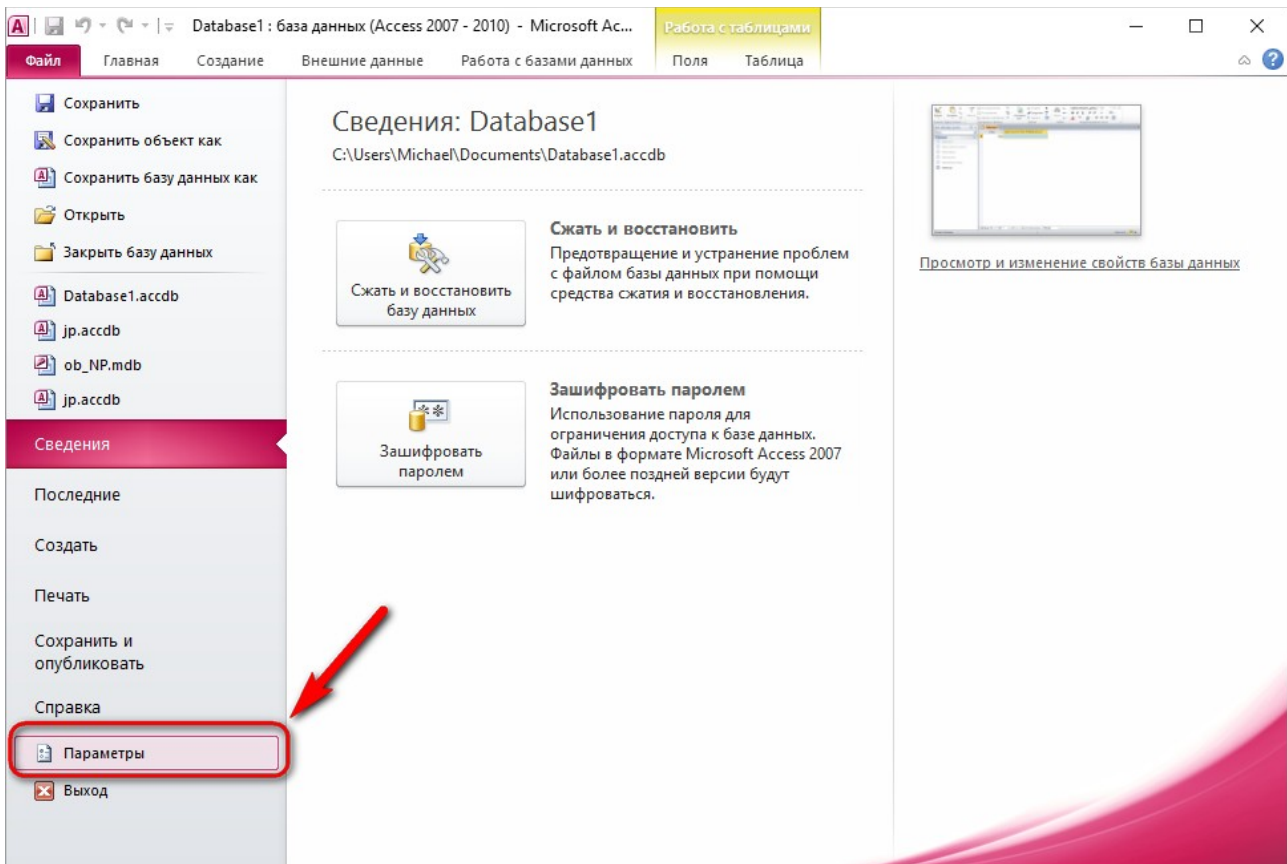 Database1 : база данных (Access 2007 - 2010) - Microsoft Ac...
Работа с таблицами
Файл Главная Создание Внешние данные Работа с базами данных Поля Таблица
Сохранить
Сохранить объект как
Сохранить базу данных как
Открыть
Закрыть базу данных
Database1.accdb
jp.accdb
ob_NP.mdb
jp.accdb
Сведения
Последние
Создать
Печать
Сохранить и
опубликовать
Справка
Параметры
Выход
Сведения: Database1
C:\Users\Michael\Documents\Database1.accdb
Сжать и восстановить
базу данных
Сжать и восстановить
Предотвращение и устранение проблем
с файлом базы данных при помощи
средства сжатия и восстановления.
Зашифровать
паролем
Зашифровать паролем
Использование пароля для
ограничения доступа к базе данных.
Файлы в формате Microsoft Access 2007
или более поздней версии будут
шифроваться.
Просмотр и изменение свойств базы данных